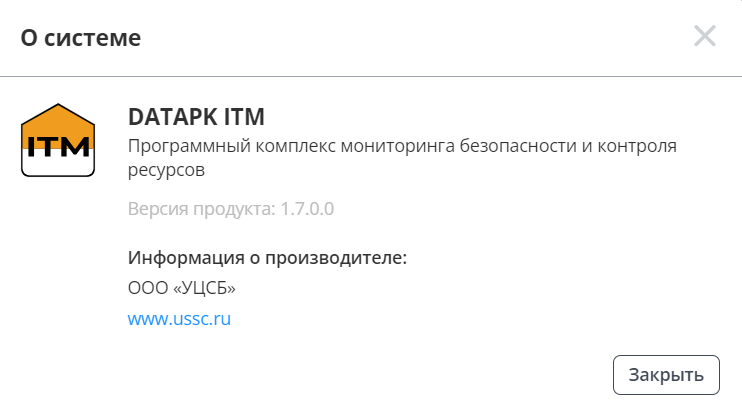 О системе
ITM
DATAPK ITM
Программный комплекс мониторинга безопасности и контроля
ресурсов
Версия продукта: 1.7.0.0
Информация о производителе:
ООО «УЦСБ»
www.ussc.ru
Закрыть